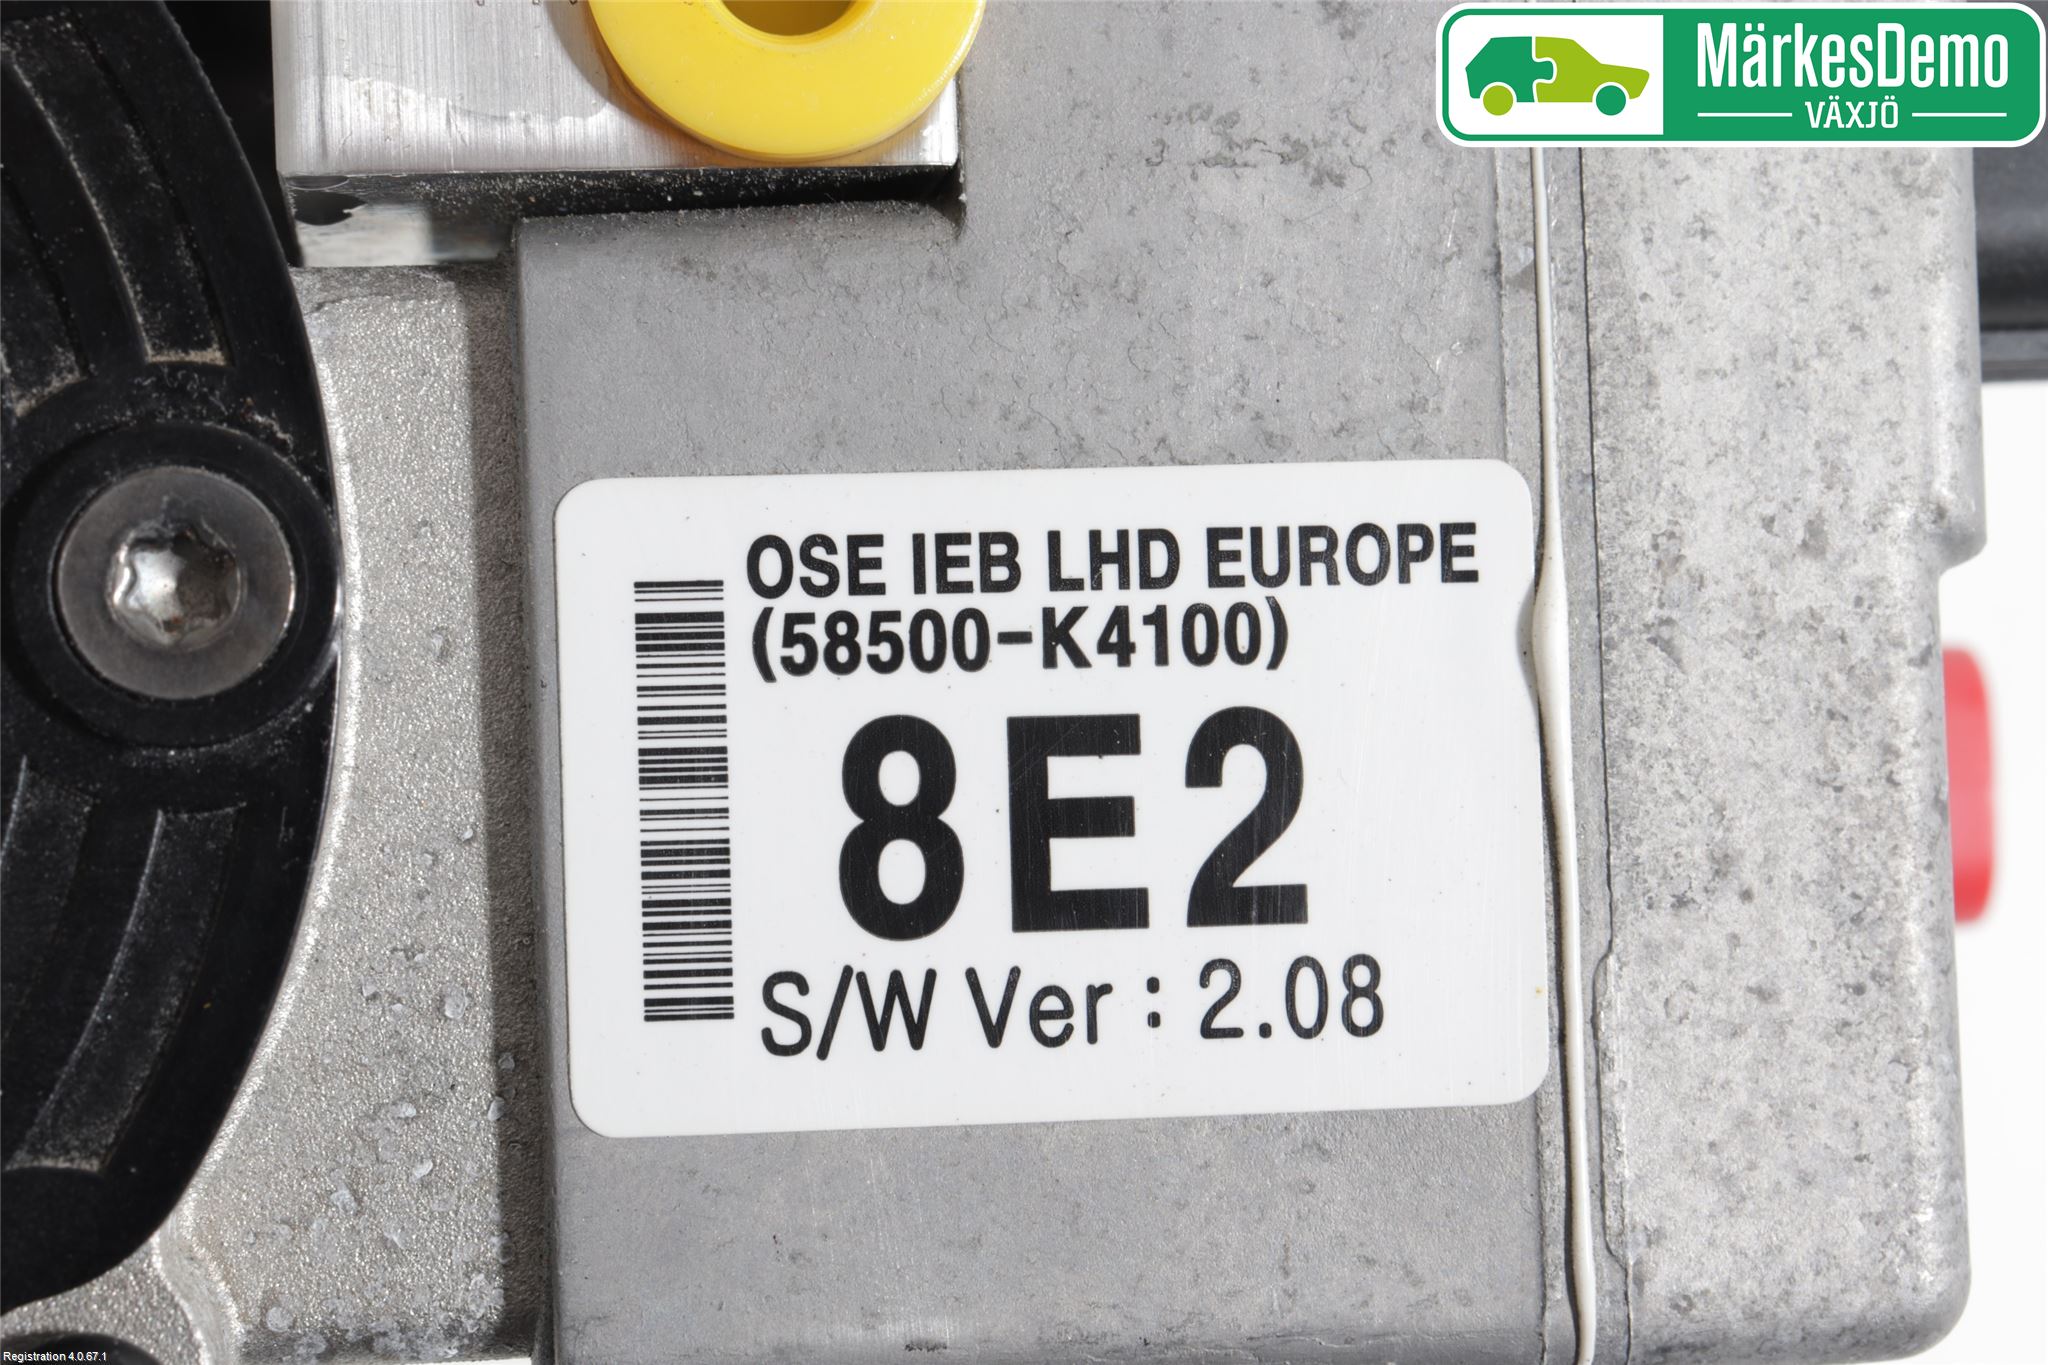 MärkesDemo
VÄXJÖ
OSE IEB LHD EUROPE
(58500-K4100)
8E2
S/W Ver : 2.08
Registration 4.0.67.1